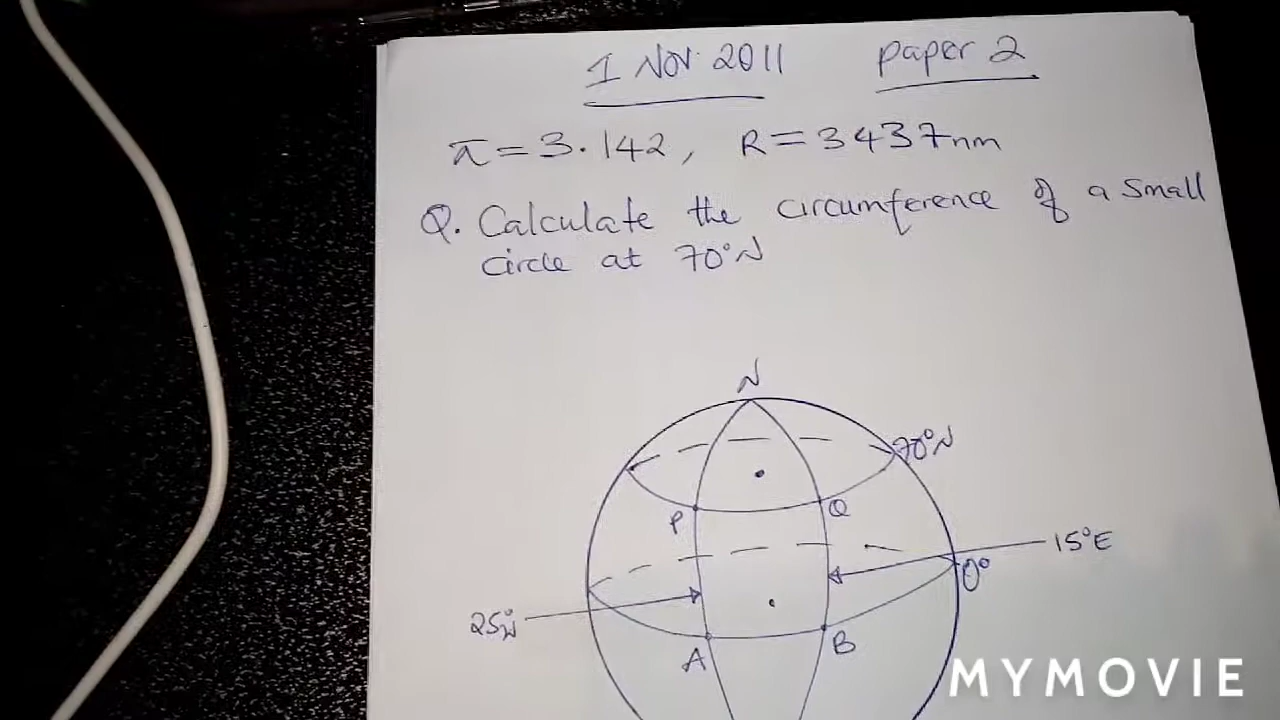 1 Nov. 2011 paper 2
π = 3.142, R = 3437nm
Q. Calculate the circumference of a small
circle at 70°N
N
70°N
P Q
15°E
0°
25°W
A B
MYMOVIE